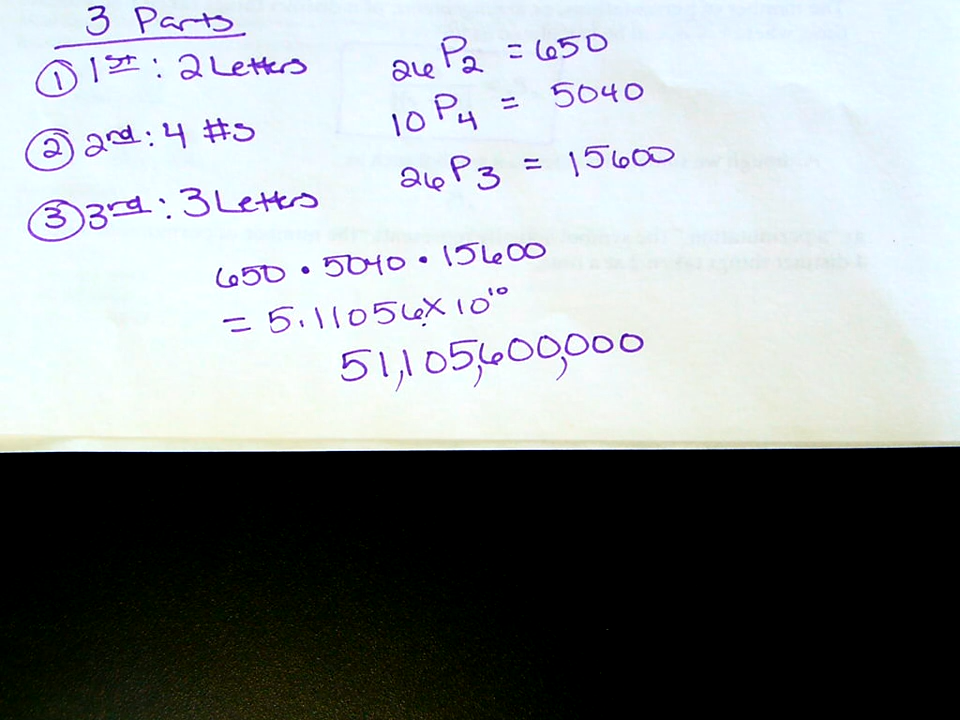 3 Parts
① 1st: 2 Letters
26P2 = 650
② 2nd: 4 #s
10P4 = 5040
③ 3rd: 3 Letters
26P3 = 15600
650 · 5040 · 15600
= 5.11056 × 10^10
51,105,600,000